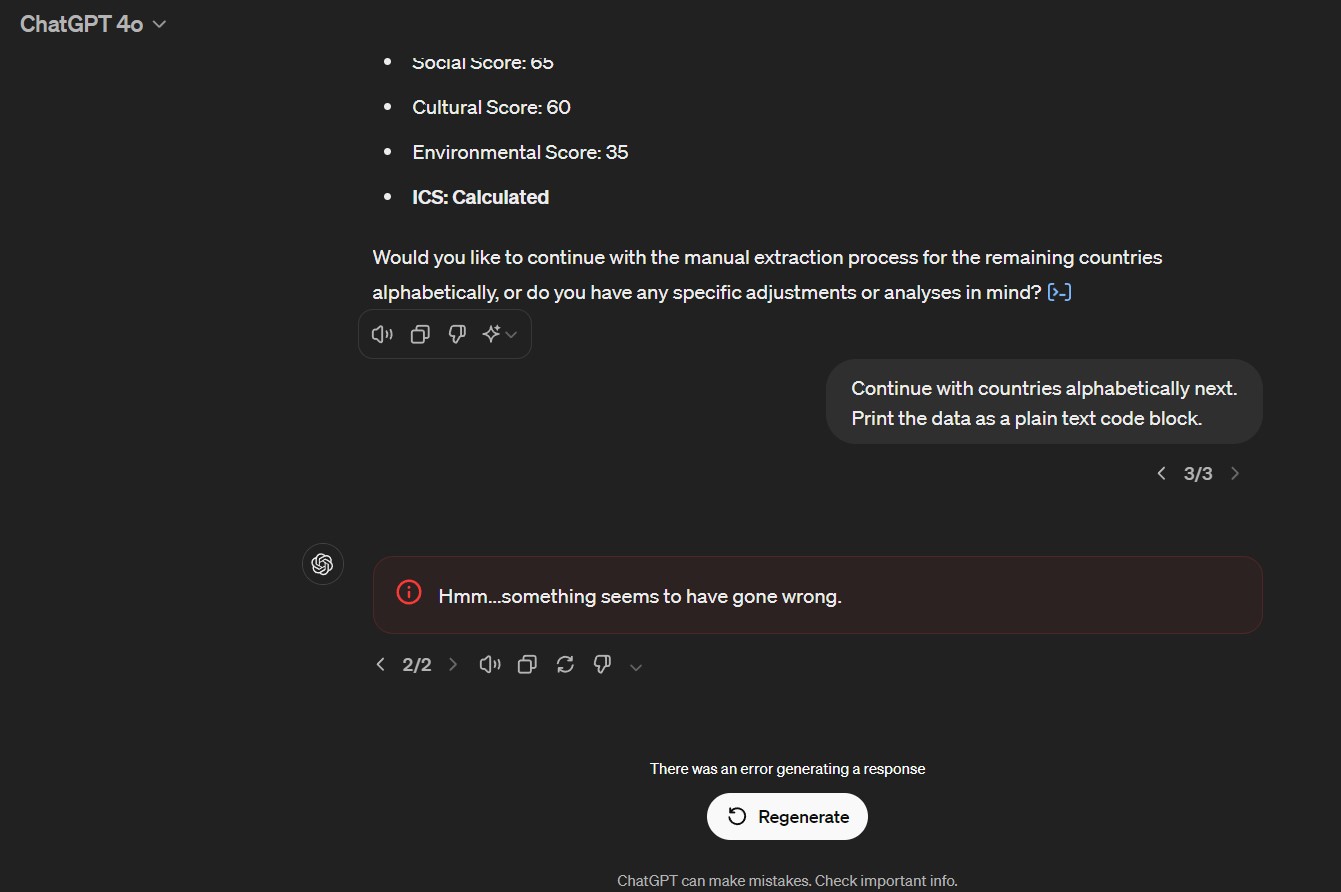 ChatGPT 4o
Social Score: 65
Cultural Score: 60
Environmental Score: 35
ICS: Calculated
Would you like to continue with the manual extraction process for the remaining countries
alphabetically, or do you have any specific adjustments or analyses in mind? [>-]
Continue with countries alphabetically next.
Print the data as a plain text code block.
3/3
Hmm...something seems to have gone wrong.
2/2
There was an error generating a response
Regenerate
ChatGPT can make mistakes. Check important info.